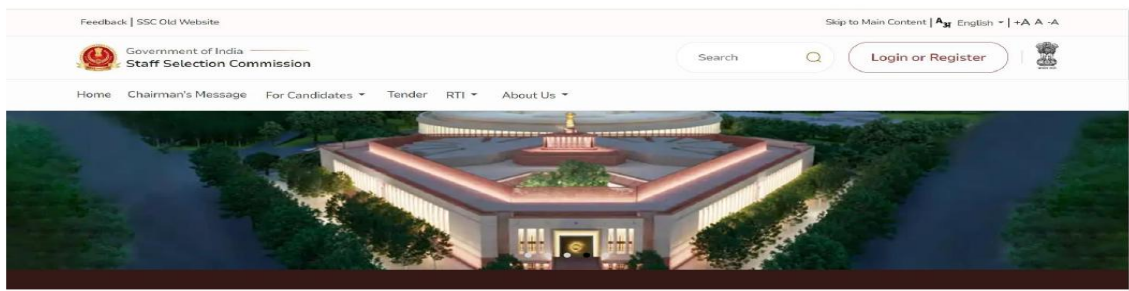 Feedback | SSC Old Website
Skip to Main Content | Aअ English | +A A -A
Government of India
Staff Selection Commission
Search
Login or Register
Home Chairman's Message For Candidates Tender RTI About Us